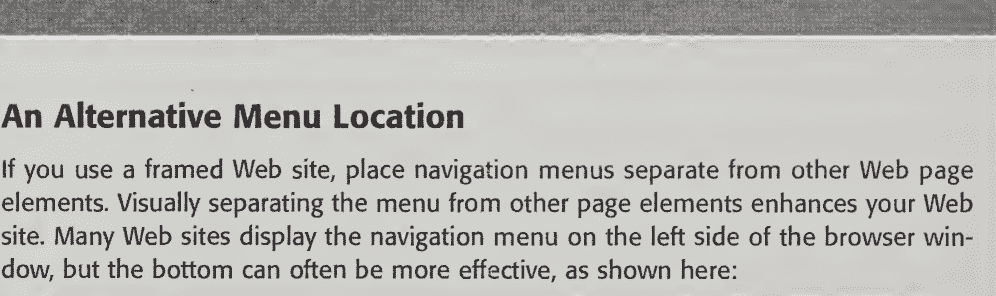 An Alternative Menu Location
If you use a framed Web site, place navigation menus separate from other Web page
elements. Visually separating the menu from other page elements enhances your Web
site. Many Web sites display the navigation menu on the left side of the browser win-
dow, but the bottom can often be more effective, as shown here: